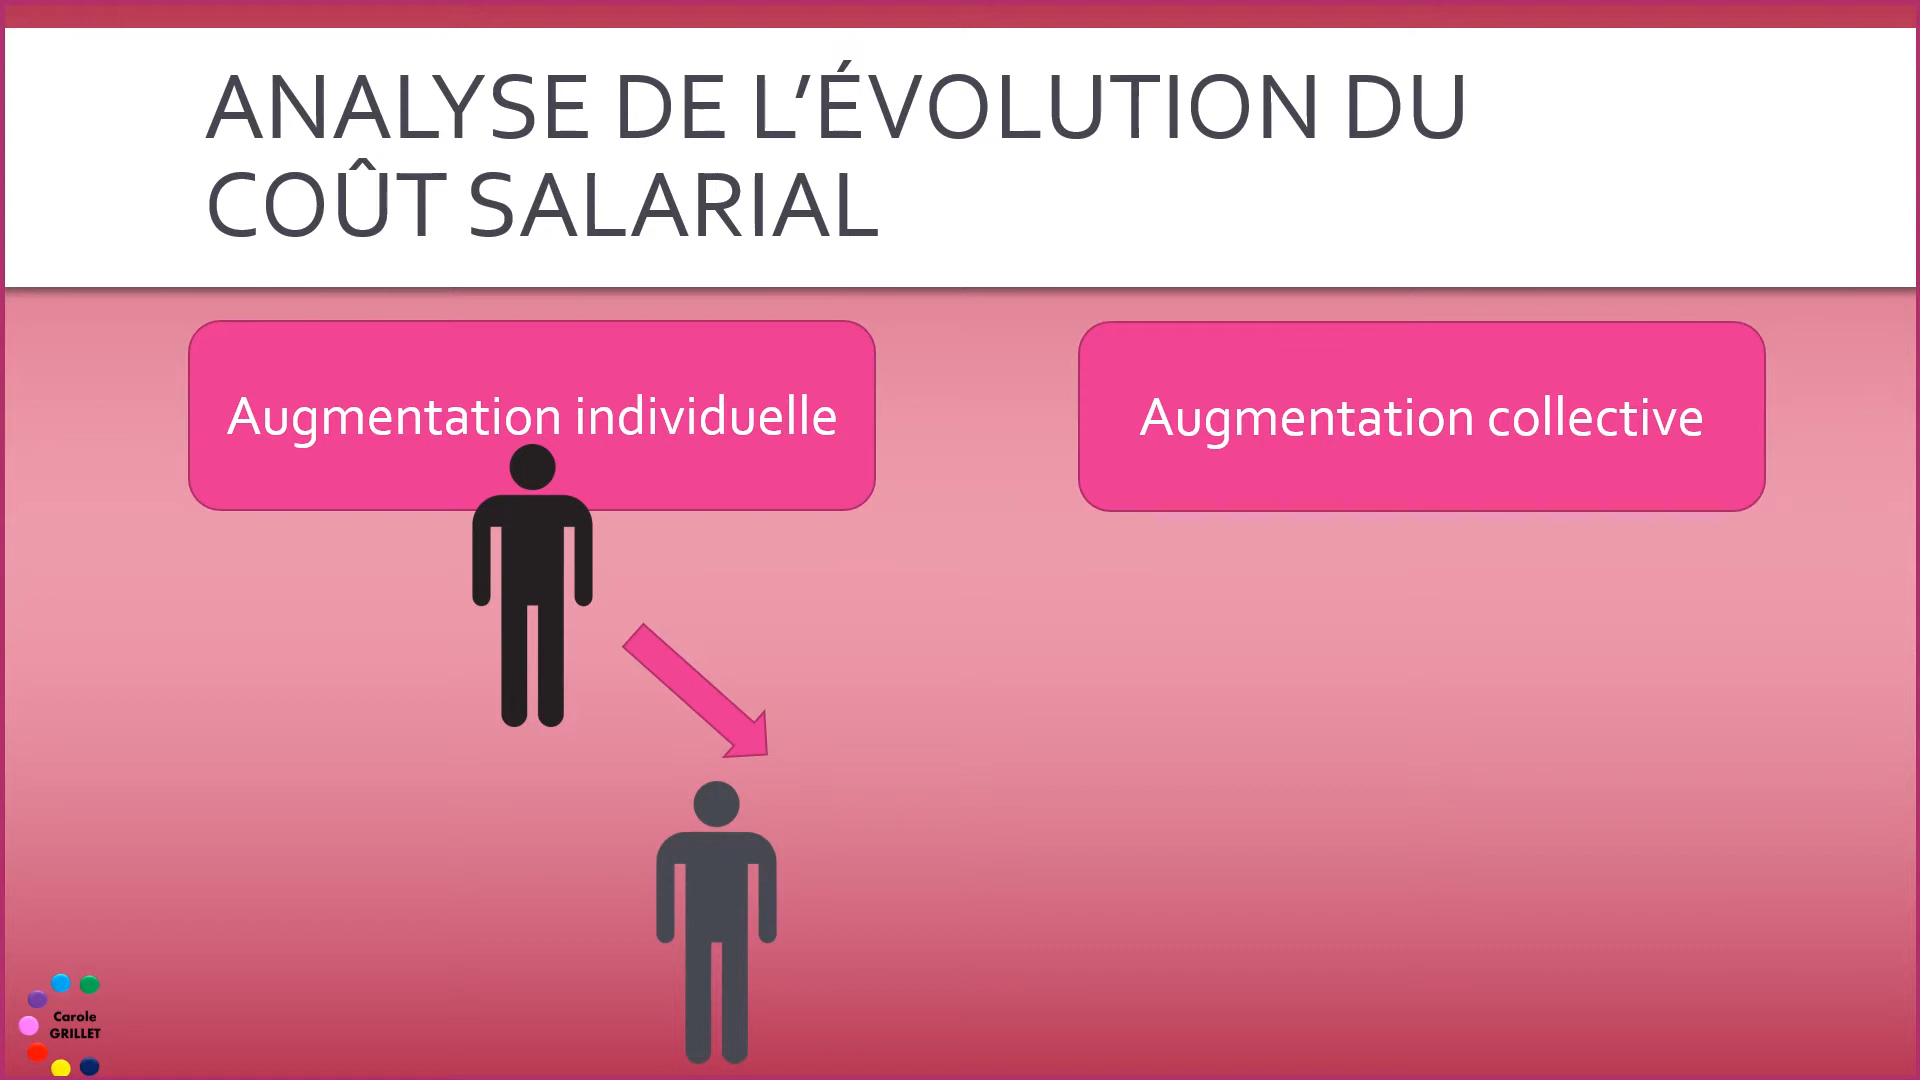 ANALYSE DE L’ÉVOLUTION DU
COÛT SALARIAL
Augmentation individuelle
Augmentation collective
Carole
GRILLET